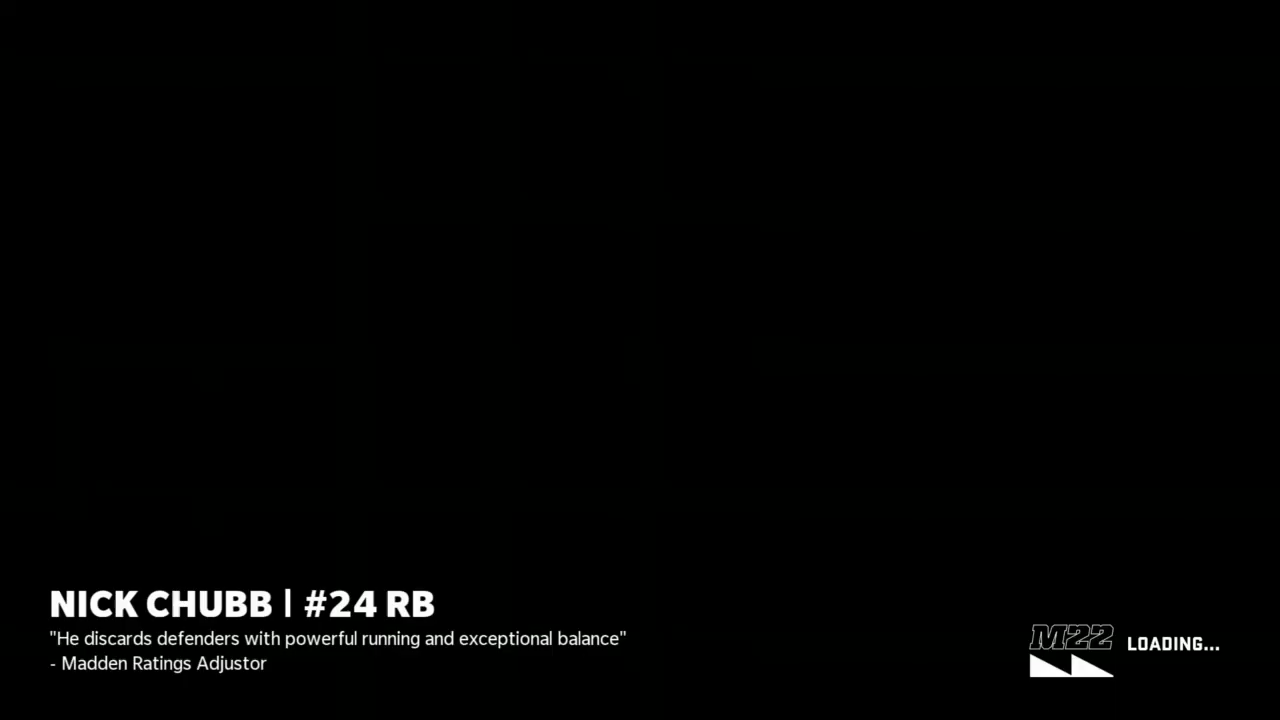 NICK CHUBB | #24 RB
"He discards defenders with powerful running and exceptional balance"
- Madden Ratings Adjustor
M22 LOADING...